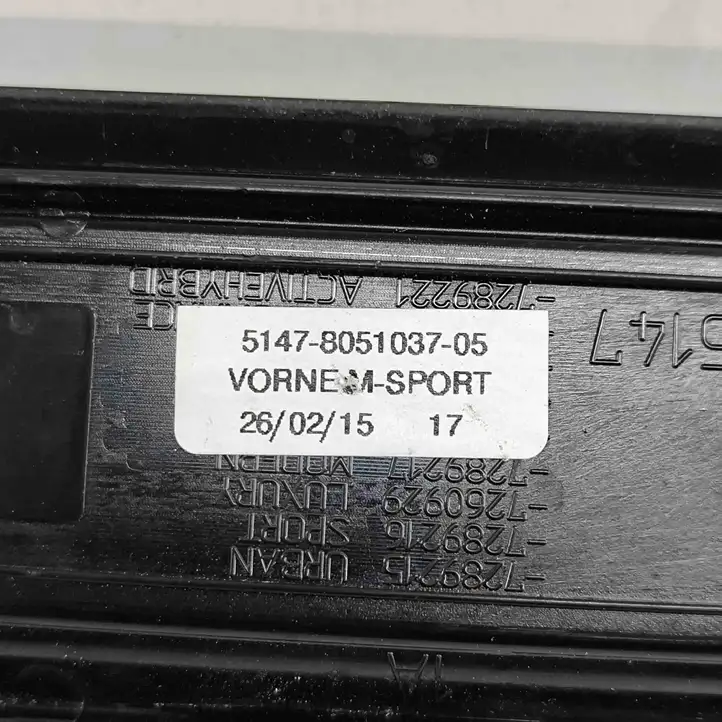 -7289221 ACTIVEHYBRID
5147
5147-8051037-05
VORNE M-SPORT
26/02/15 17
-7289217 MODERN
-7260929 LUXURY
-7289216 SPORT
-7289215 URBAN